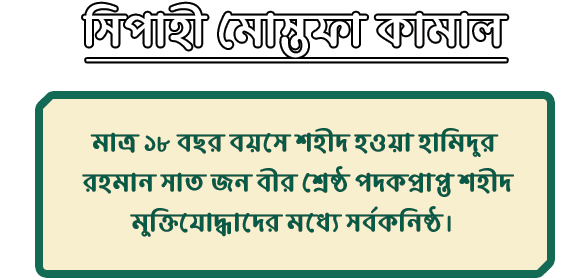 সিপাহী মোস্তফা কামাল
মাত্র ১৮ বছর বয়সে শহীদ হওয়া হামিদুর
রহমান সাত জন বীর শ্রেষ্ঠ পদকপ্রাপ্ত শহীদ
মুক্তিযোদ্ধাদের মধ্যে সর্বকনিষ্ঠ।